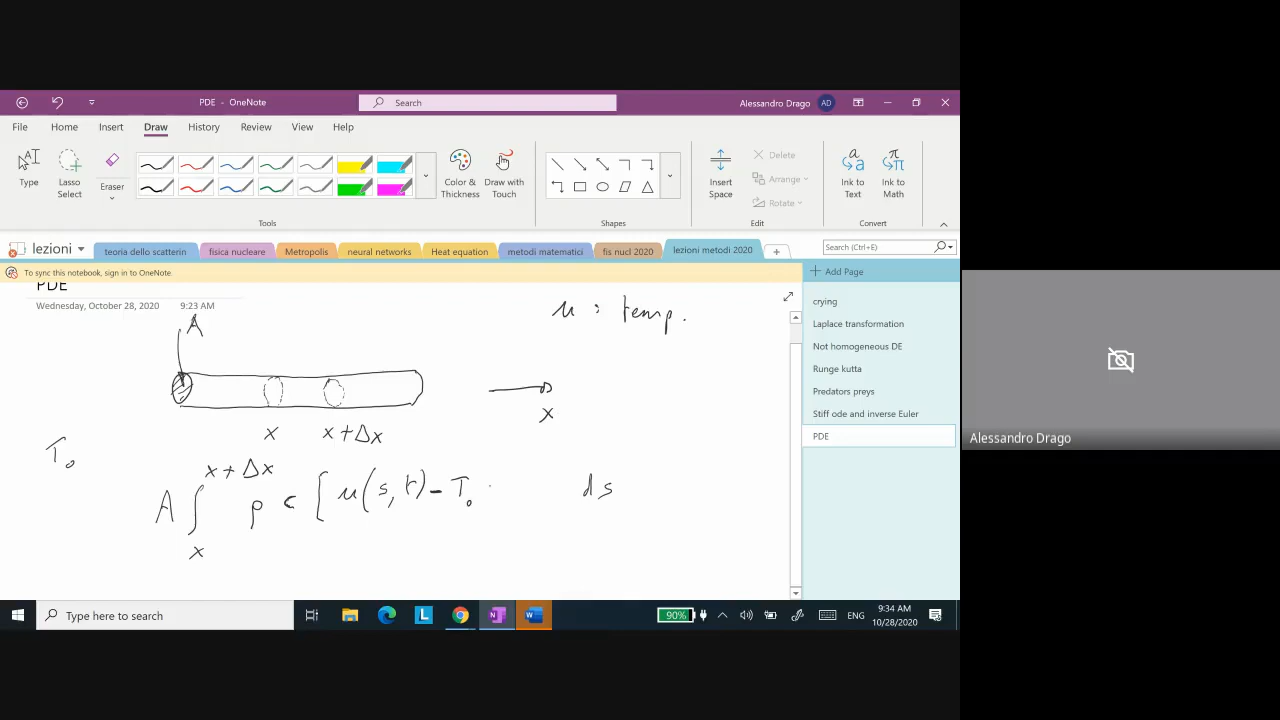 PDE - OneNote
Search
Alessandro Drago
AD
File Home Insert Draw History Review View Help
Type
Lasso Select
Eraser
Color & Thickness
Draw with Touch
Insert Space
Delete
Arrange
Rotate
Ink to Text
Ink to Math
Tools
Shapes
Edit
Convert
lezioni
teoria dello scatterin
fisica nucleare
Metropolis
neural networks
Heat equation
metodi matematici
fis nucl 2020
lezioni metodi 2020
Search (Ctrl+E)
To sync this notebook, sign in to OneNote.
Add Page
PDE
Wednesday, October 28, 2020 9:23 AM
crying
Laplace transformation
Not homogeneous DE
Runge kutta
Predators preys
Stiff ode and inverse Euler
PDE
u : temp.
A
x
x x + Δx
T₀
x + Δx
A ∫ ρ c [ u(s, t) - T₀ ds
x
Alessandro Drago
Type here to search
L
90%
ENG
9:34 AM
10/28/2020